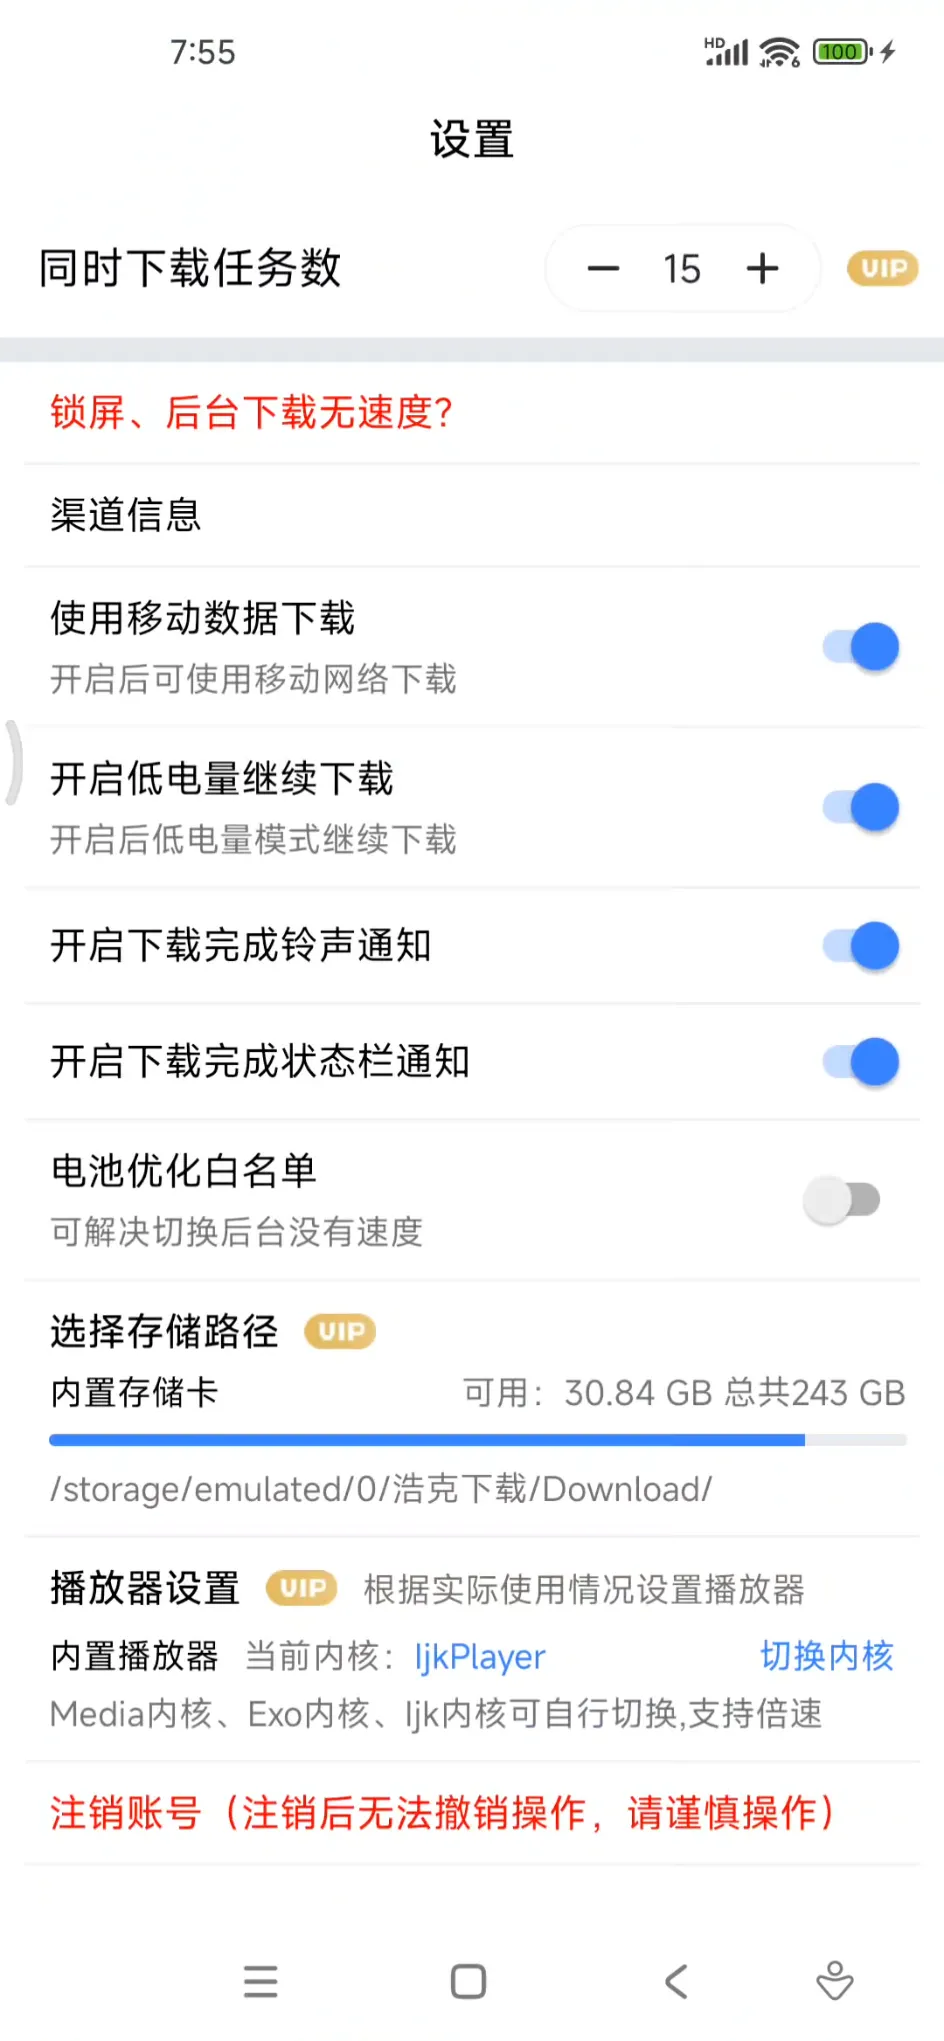 7:55
HD
6
100
设置
同时下载任务数
15
VIP
锁屏、后台下载无速度?
渠道信息
使用移动数据下载
开启后可使用移动网络下载
开启低电量继续下载
开启后低电量模式继续下载
开启下载完成铃声通知
开启下载完成状态栏通知
电池优化白名单
可解决切换后台没有速度
选择存储路径 VIP
内置存储卡 可用：30.84 GB 总共243 GB
/storage/emulated/0/浩克下载/Download/
播放器设置 VIP 根据实际使用情况设置播放器
内置播放器 当前内核：IjkPlayer 切换内核
Media内核、Exo内核、Ijk内核可自行切换,支持倍速
注销账号（注销后无法撤销操作，请谨慎操作）